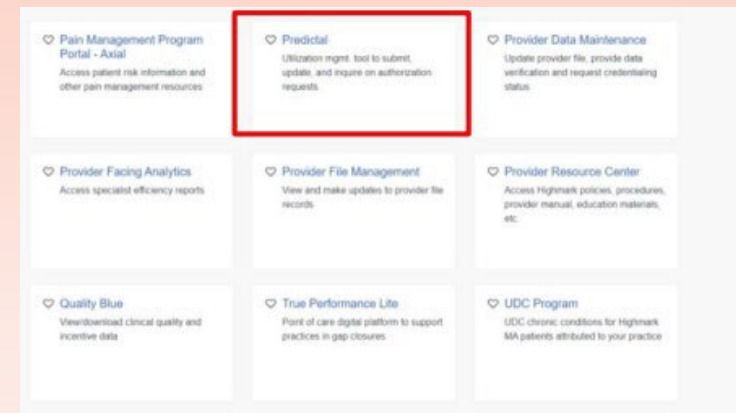 Pain Management Program
Portal - Axial
Access patient risk information and
other pain management resources
Predictal
Utilization mgmt. tool to submit,
update, and inquire on authorization
requests.
Provider Data Maintenance
Update provider file, provide data
verification and request credentialing
status.
Provider Facing Analytics
Access specialist efficiency reports
Provider File Management
View and make updates to provider file
records
Provider Resource Center
Access Highmark policies, procedures,
provider manual, education materials,
etc.
Quality Blue
View/download clinical quality and
incentive data
True Performance Lite
Point of care digital platform to support
practices in gap closures
UDC Program
UDC chronic conditions for Highmark
MA patients attributed to your practice